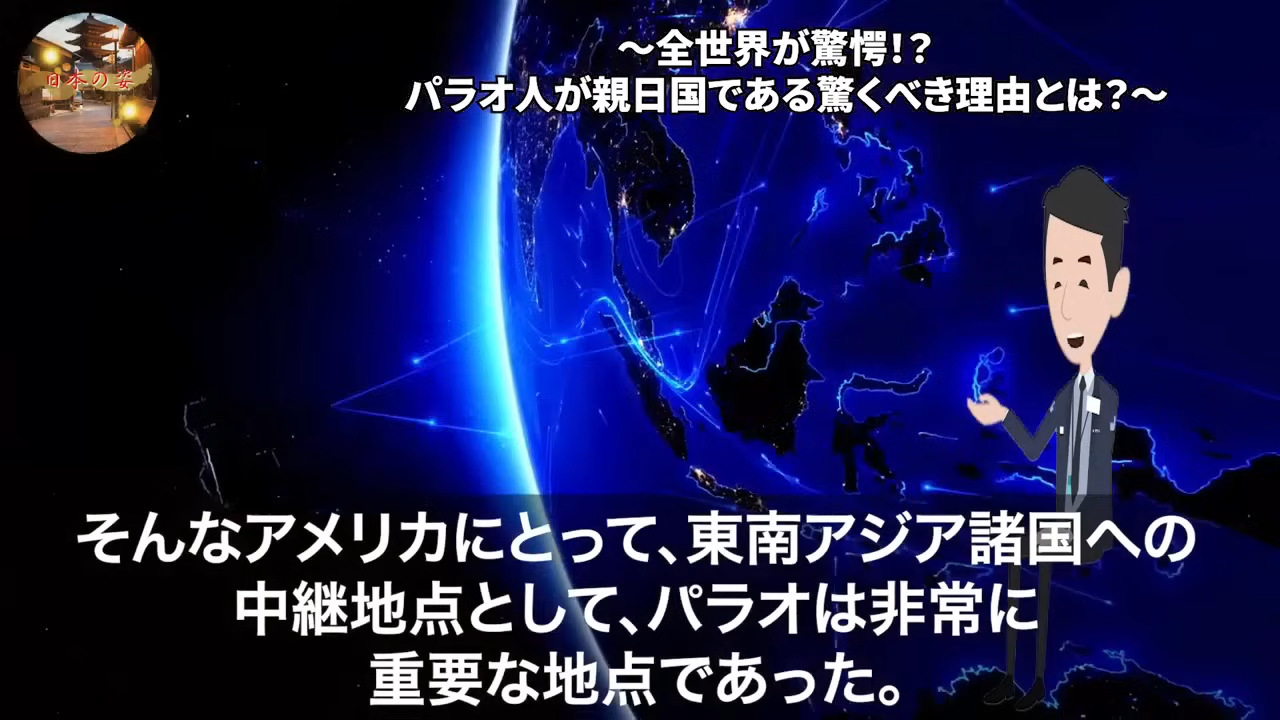 日本の姿
～全世界が驚愕!？
パラオ人が親日国である驚くべき理由とは？～
そんなアメリカにとって、東南アジア諸国への
中継地点として、パラオは非常に
重要な地点であった。